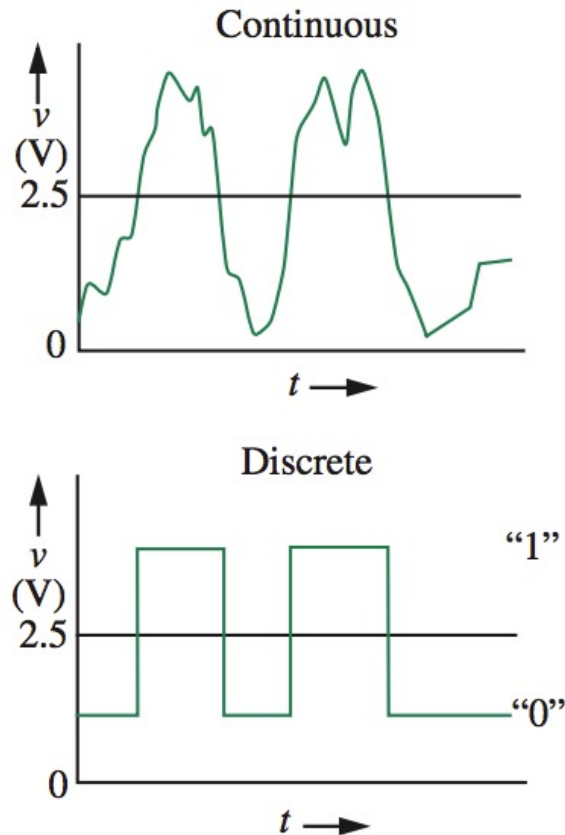 Continuous
v
(V)
2.5
0
t
Discrete
“1”
v
(V)
2.5
“0”
0
t